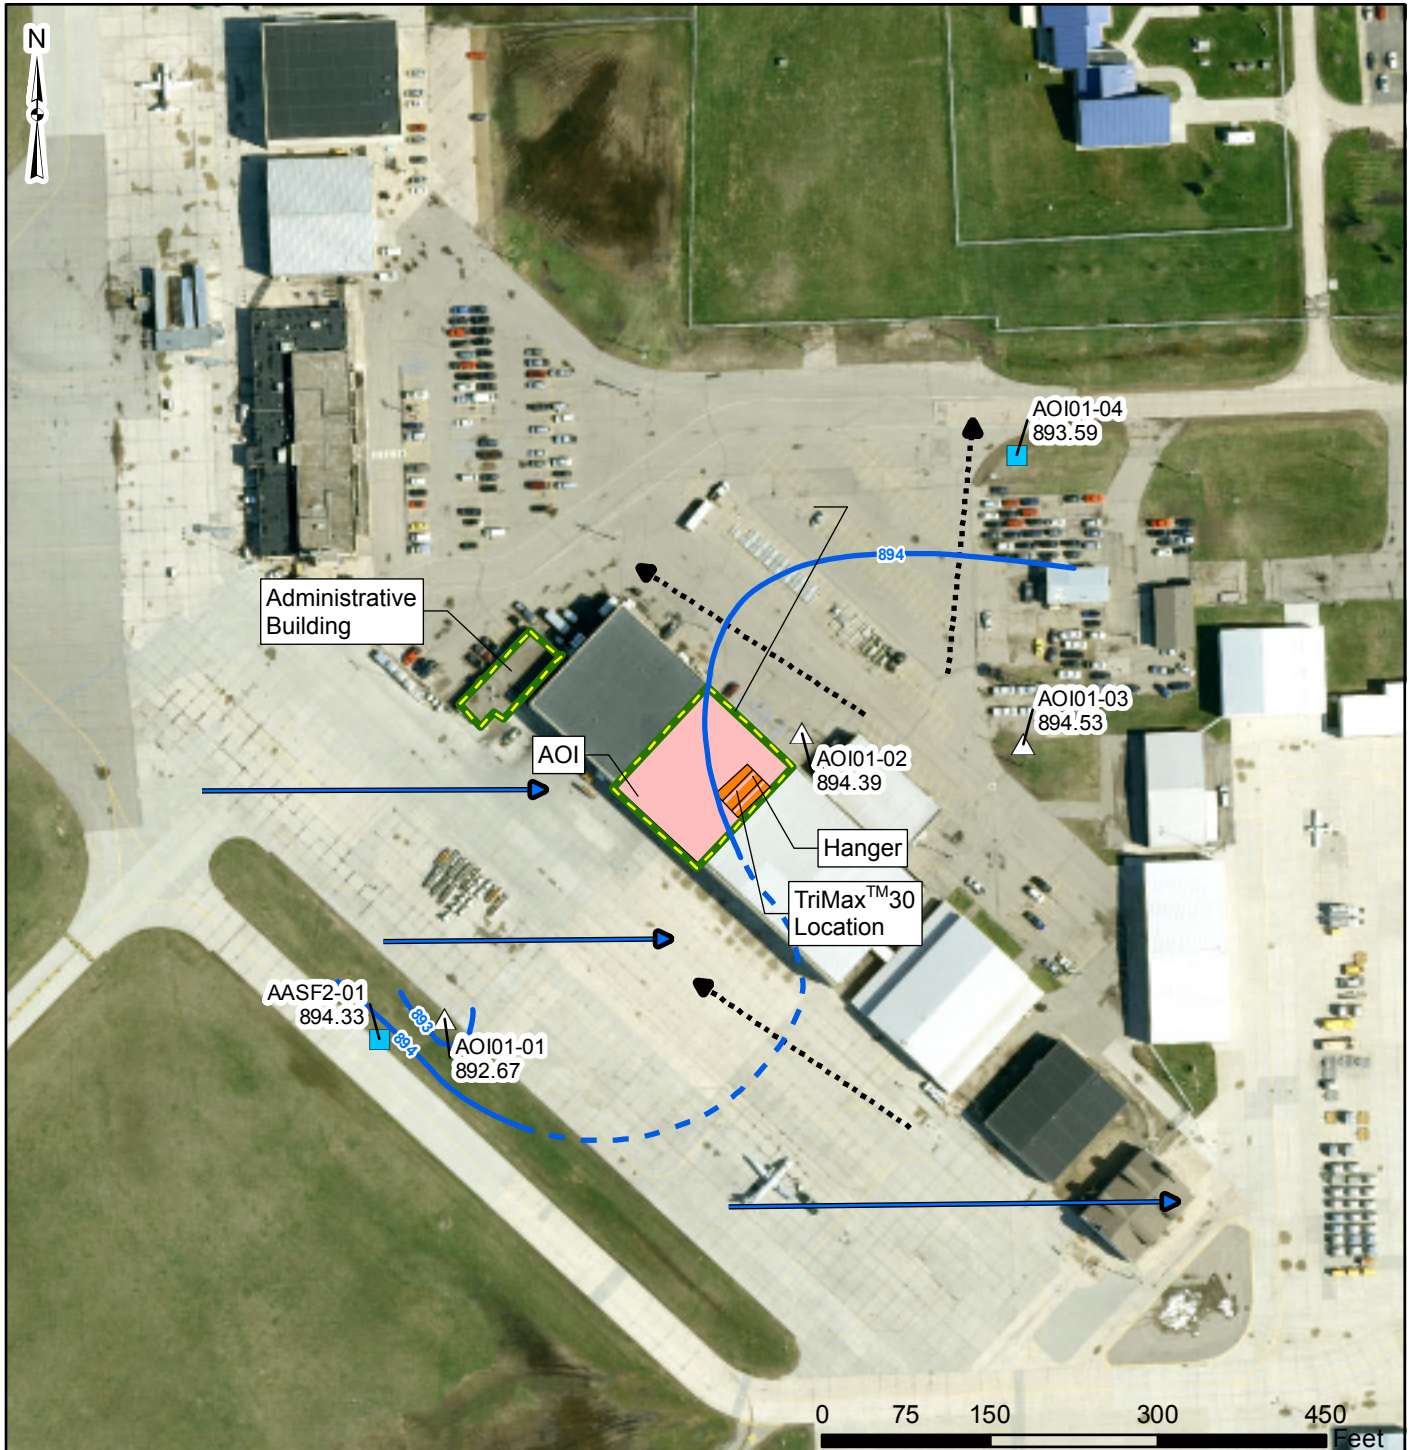 N
AOI01-04
893.59
894
Administrative
Building
AOI01-03
894.53
AOI
AOI01-02
894.39
Hanger
TriMax™30
Location
AASF2-01
894.33
893
894
AOI01-01
892.67
0 75 150 300 450
Feet